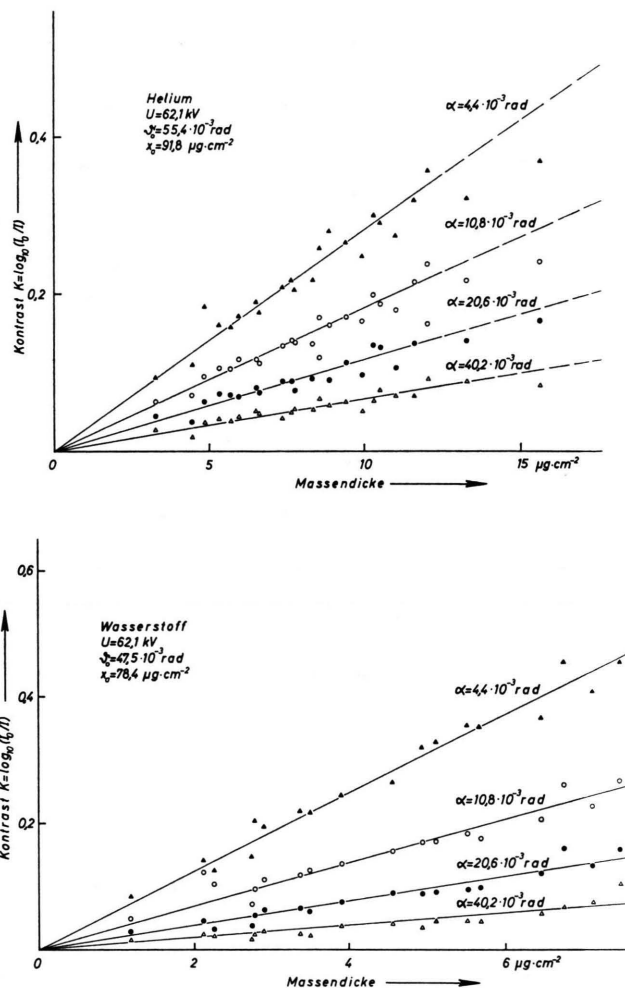 Helium
U=62,1 kV
ϑ₀=55,4·10⁻³rad
x₀=91,8 µg·cm⁻²
α=4,4·10⁻³rad
α=10,8·10⁻³rad
α=20,6·10⁻³rad
α=40,2·10⁻³rad
Kontrast K=log₁₀(I₀/I)
0,4
0,2
0
0
5
10
15
µg·cm⁻²
Massendicke
0,6
Wasserstoff
U=62,1 kV
ϑ₀=47,5·10⁻³rad
x₀=78,4 µg·cm⁻²
α=4,4·10⁻³rad
α=10,8·10⁻³rad
α=20,6·10⁻³rad
α=40,2·10⁻³rad
Kontrast K=log₁₀(I₀/I)
0,4
0,2
0
0
2
4
6
µg·cm⁻²
Massendicke